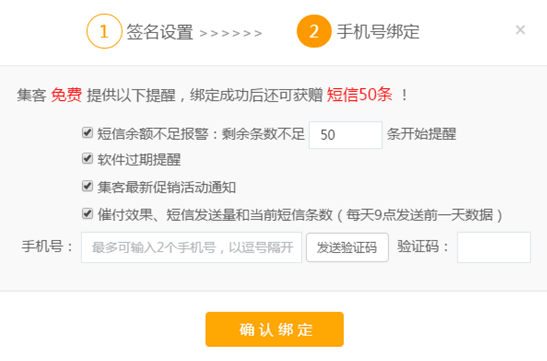 1 签名设置 >>>>>> 2 手机号绑定 ×
集客 免费 提供以下提醒，绑定成功后还可获赠 短信50条 ！
短信余额不足报警：剩余条数不足 50 条开始提醒
软件过期提醒
集客最新促销活动通知
催付效果、短信发送量和当前短信条数（每天9点发送前一天数据）
手机号： 最多可输入2个手机号，以逗号隔开 发送验证码 验证码：
确认绑定